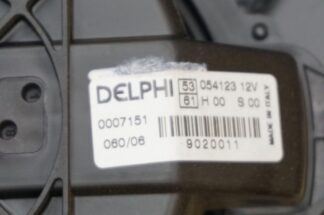 DELPHI 53 054123 12V
61 H 00 S 00
0007151
060/06
9020011
MADE IN ITALY